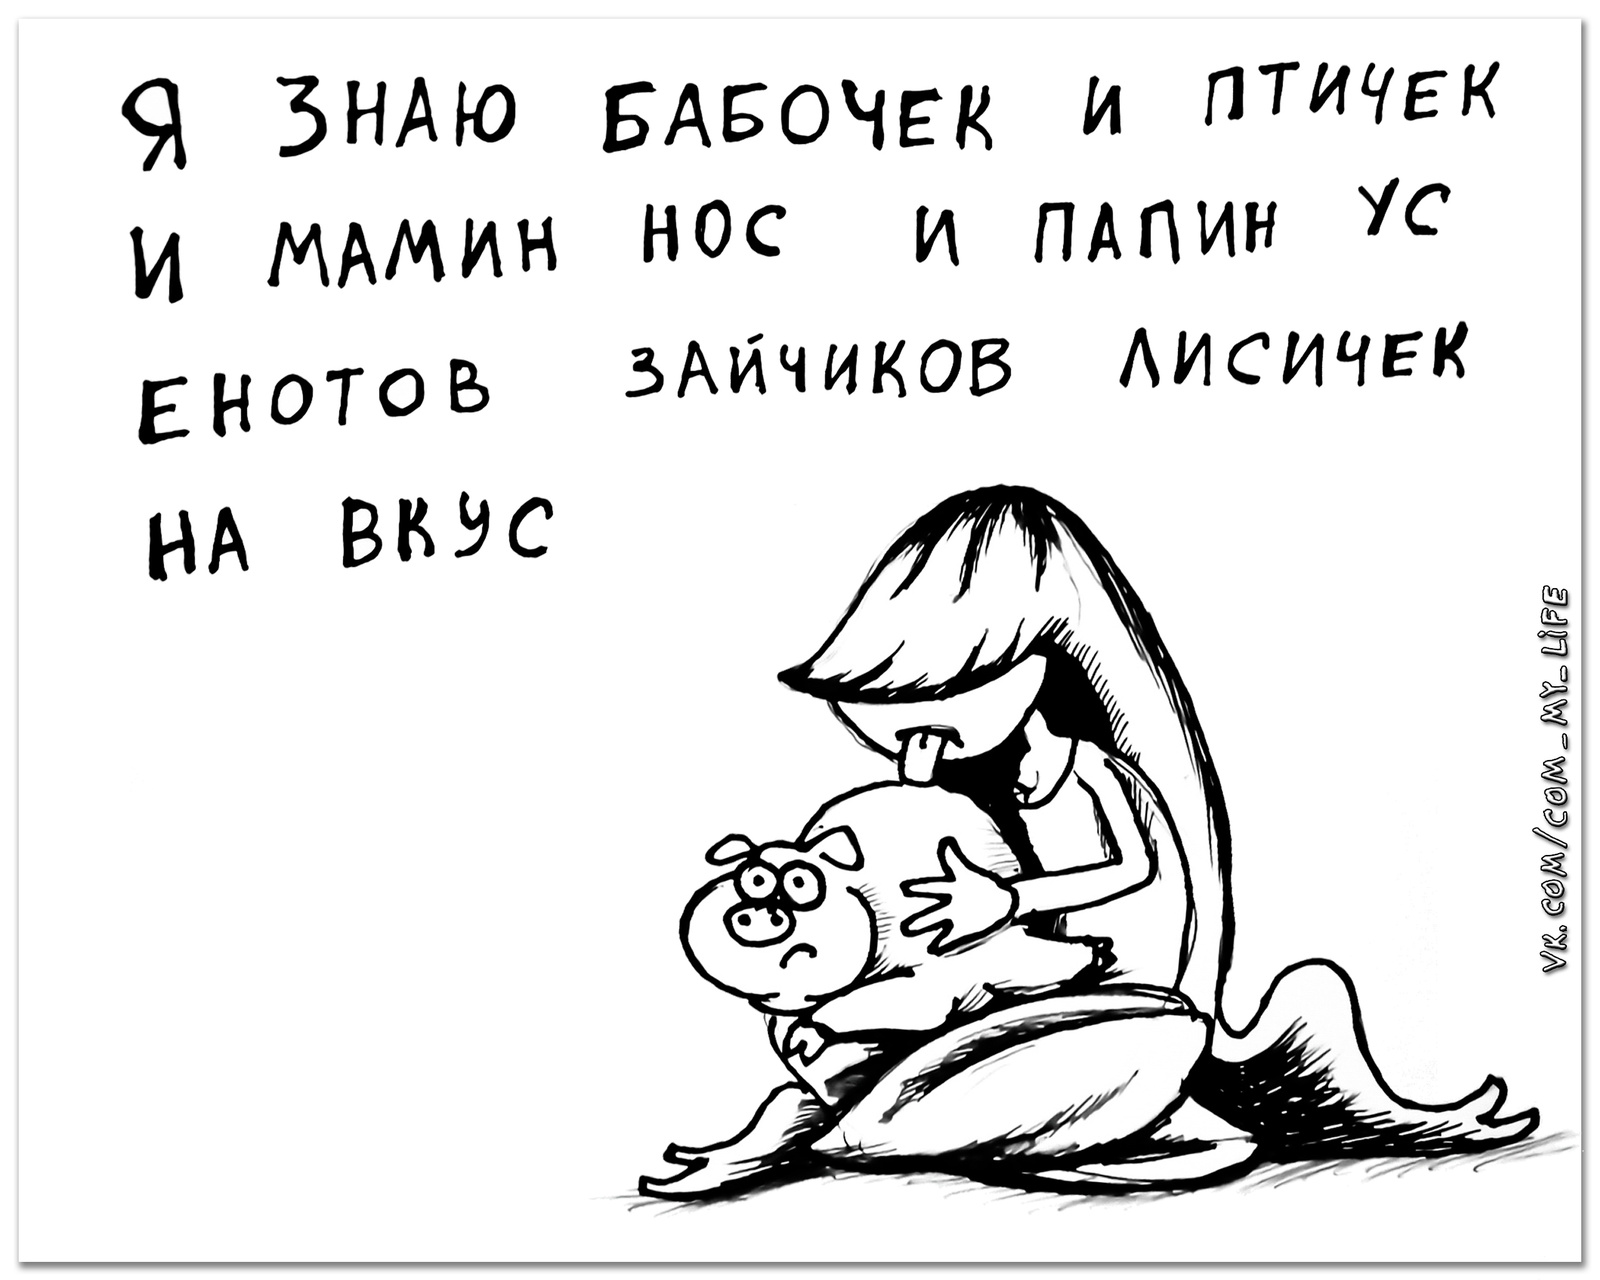 Я ЗНАЮ БАБОЧЕК И ПТИЧЕК
И МАМИН НОС И ПАПИН УС
ЕНОТОВ ЗАЙЧИКОВ ЛИСИЧЕК
НА ВКУС
VK.COM/COM_MY_LIFE